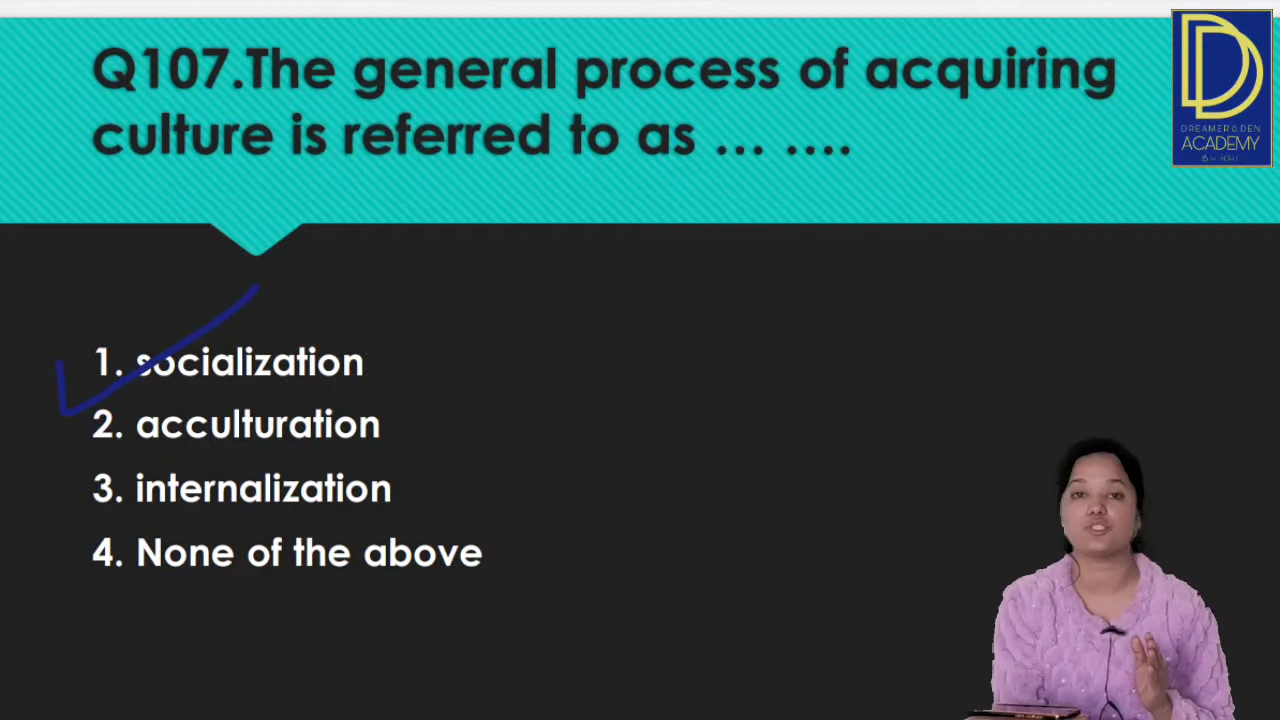 Q107.The general process of acquiring
culture is referred to as … ….
DREAMER'S DEN
ACADEMY
1. socialization
2. acculturation
3. internalization
4. None of the above